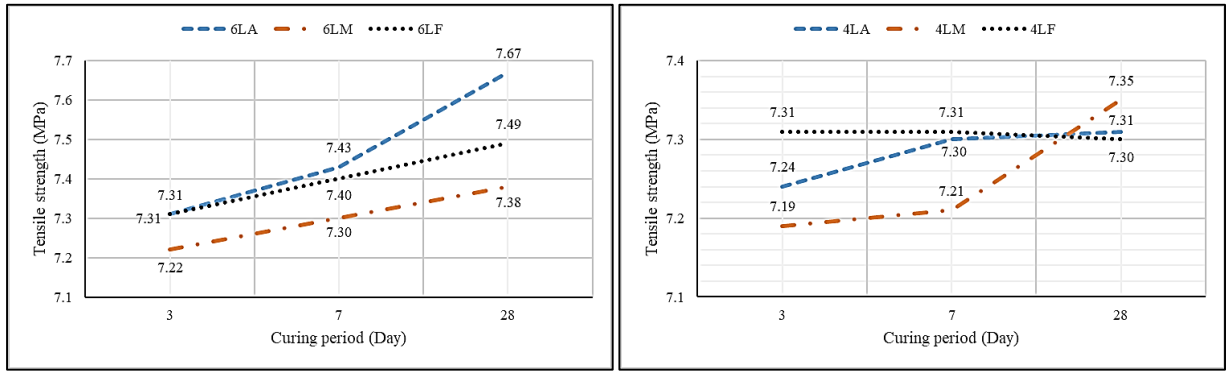 6LA 6LM 6LF
7.7
7.6
7.5
7.4
7.3
7.2
7.1
Tensile strength (MPa)
7.67
7.49
7.43
7.40
7.38
7.31
7.31
7.30
7.22
3 7 28
Curing period (Day)
4LA 4LM 4LF
7.4
7.3
7.2
7.1
Tensile strength (MPa)
7.35
7.31 7.31 7.31
7.30 7.30
7.24
7.21
7.19
3 7 28
Curing period (Day)